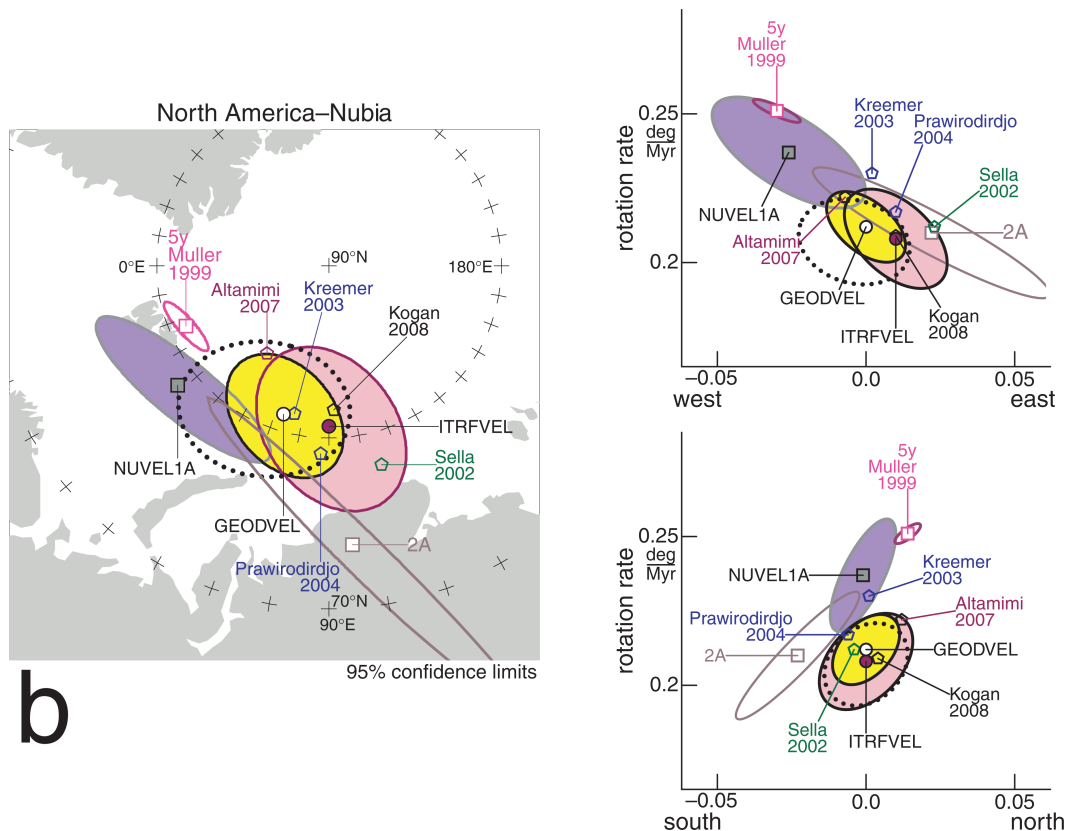 North America–Nubia
5y
Muller
1999
0°E
90°N
180°E
Altamimi
2007
Kreemer
2003
Kogan
2008
ITRFVEL
NUVEL1A
Sella
2002
GEODVEL
2A
Prawirodirdjo
2004
70°N
90°E
95% confidence limits
b
5y
Muller
1999
0.25
deg
Myr
rotation rate
Kreemer
2003
Prawirodirdjo
2004
Sella
2002
NUVEL1A
2A
Altamimi
2007
0.2
GEODVEL
Kogan
2008
ITRFVEL
−0.05
0.0
0.05
west
east
5y
Muller
1999
0.25
deg
Myr
rotation rate
NUVEL1A
Kreemer
2003
Altamimi
2007
Prawirodirdjo
2004
2A
GEODVEL
0.2
Kogan
2008
Sella
2002
ITRFVEL
−0.05
0.0
0.05
south
north